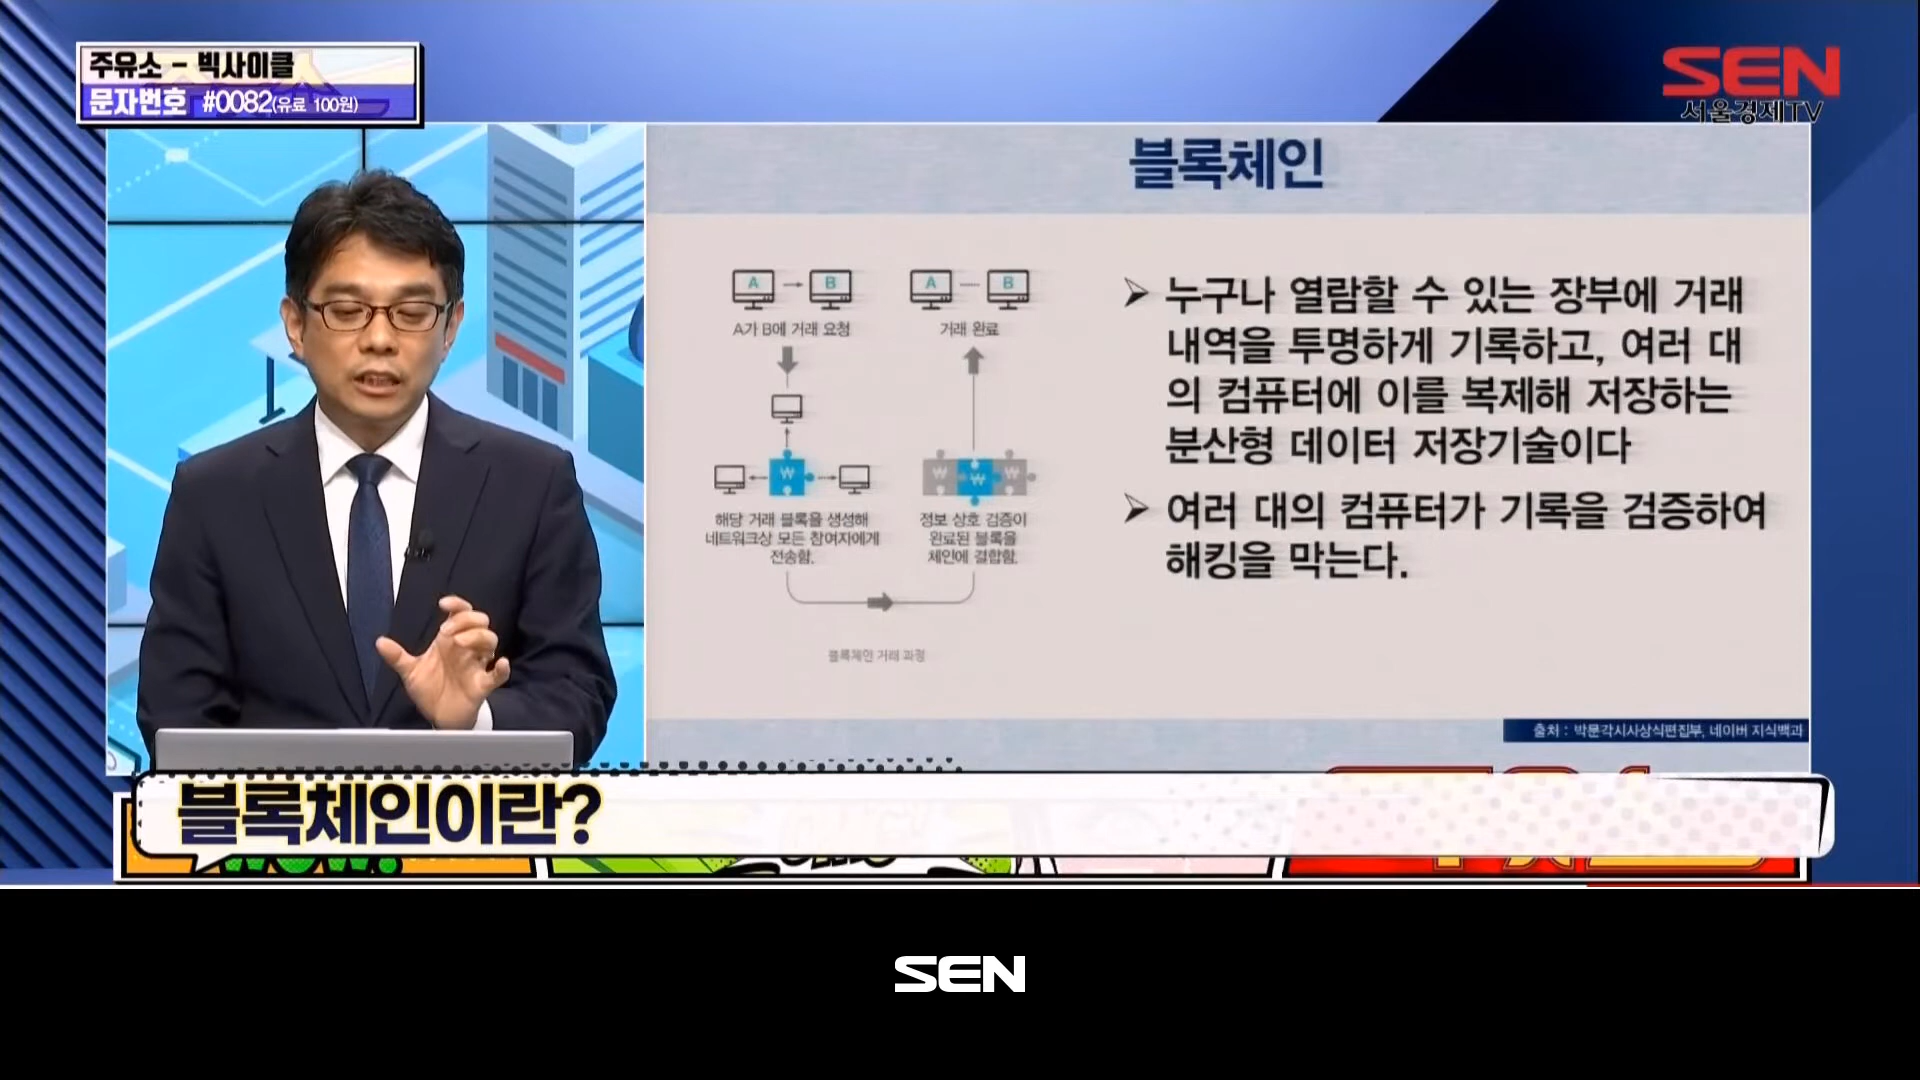 주유소 - 빅사이클
문자번호 #0082(유료 100원)
SEN
서울경제TV
블록체인
A → B
A가 B에 거래 요청
A B
거래 완료
₩
해당 거래 블록을 생성해
네트워크상 모든 참여자에게
전송함.
₩ ₩ ₩
정보 상호 검증이
완료된 블록을
체인에 결합함.
블록체인 거래 과정
➢ 누구나 열람할 수 있는 장부에 거래
내역을 투명하게 기록하고, 여러 대
의 컴퓨터에 이를 복제해 저장하는
분산형 데이터 저장기술이다
➢ 여러 대의 컴퓨터가 기록을 검증하여
해킹을 막는다.
출처 : 박문각시사상식편집부, 네이버 지식백과
블록체인이란?
SEN